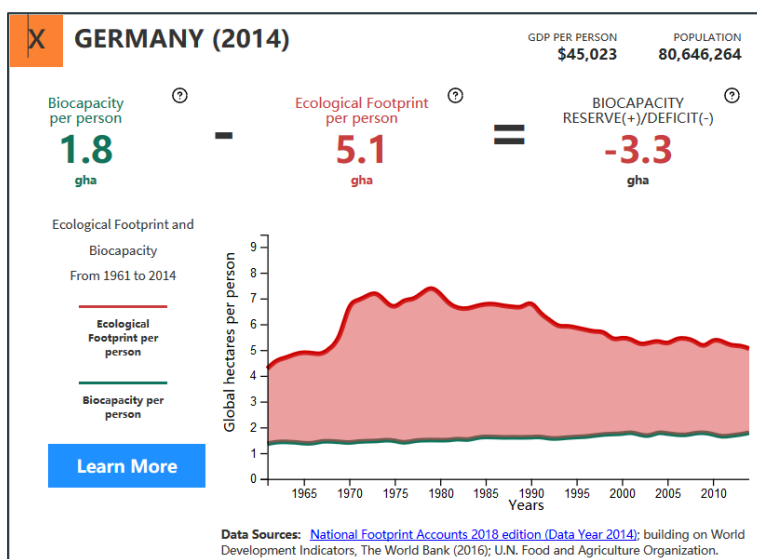 X
GERMANY (2014)
GDP PER PERSON
$45,023
POPULATION
80,646,264
Biocapacity
per person
1.8
gha
?
-
Ecological Footprint
per person
5.1
gha
?
=
BIOCAPACITY
RESERVE(+)/DEFICIT(-)
-3.3
gha
?
Ecological Footprint and
Biocapacity
From 1961 to 2014
Ecological
Footprint per
person
Biocapacity per
person
Learn More
Global hectares per person
9
8
7
6
5
4
3
2
1
0
1965 1970 1975 1980 1985 1990 1995 2000 2005 2010
Years
Data Sources: National Footprint Accounts 2018 edition (Data Year 2014); building on World
Development Indicators, The World Bank (2016); U.N. Food and Agriculture Organization.